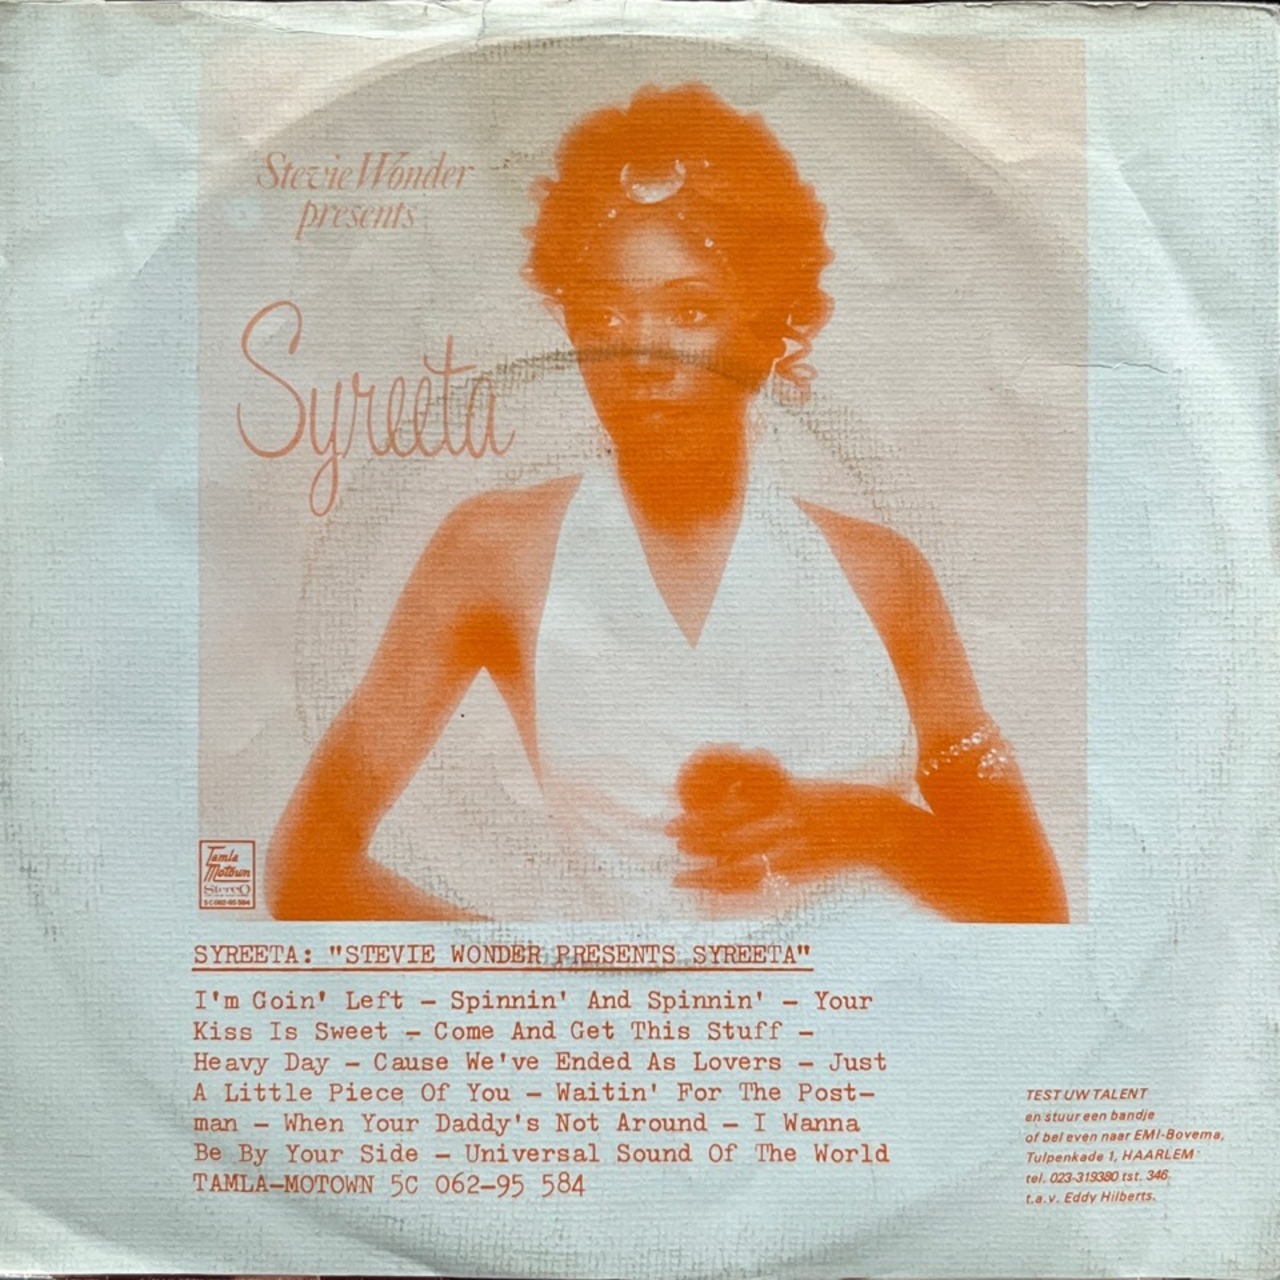 Stevie Wonder
presents
Syreeta
Tamla
Motown
Stereo
5C 062-95 584
SYREETA: "STEVIE WONDER PRESENTS SYREETA"
I'm Goin' Left – Spinnin' And Spinnin' – Your
Kiss Is Sweet – Come And Get This Stuff –
Heavy Day – Cause We've Ended As Lovers – Just
A Little Piece Of You – Waitin' For The Post–
man – When Your Daddy's Not Around – I Wanna
Be By Your Side – Universal Sound Of The World
TAMLA–MOTOWN 5C 062–95 584
TEST UW TALENT
en stuur een bandje
of bel even naar EMI-Bovema,
Tulpenkade 1, HAARLEM
tel. 023-319380 tst. 346.
t.a.v. Eddy Hilberts.